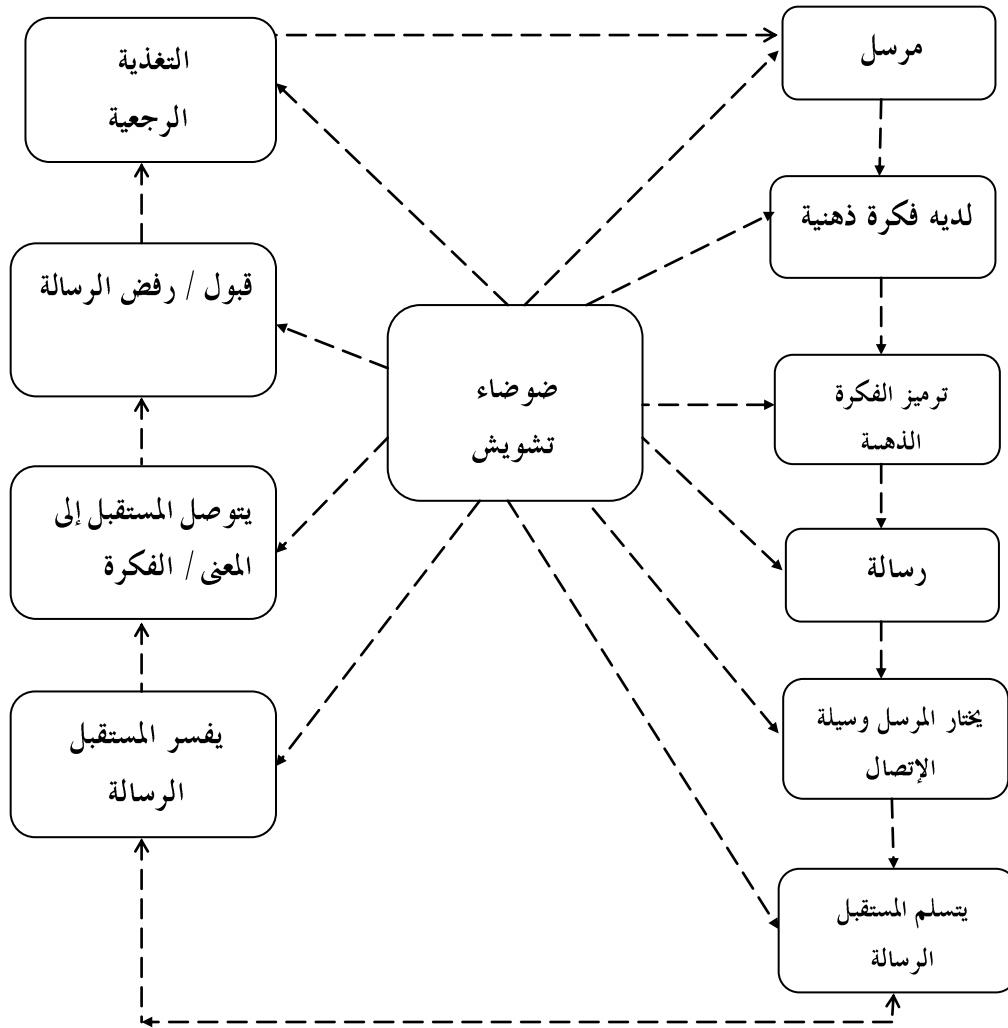 مرسل
لديه فكرة ذهنية
ترميز الفكرة
الذهسة
رسالة
يختار المرسل وسيلة
الإتصال
يتسلم المستقبل
الرسالة
ضوضاء
تشويش
التغذية
الرجعية
قبول / رفض الرسالة
يتوصل المستقبل إلى
المعنى / الفكرة
يفسر المستقبل
الرسالة